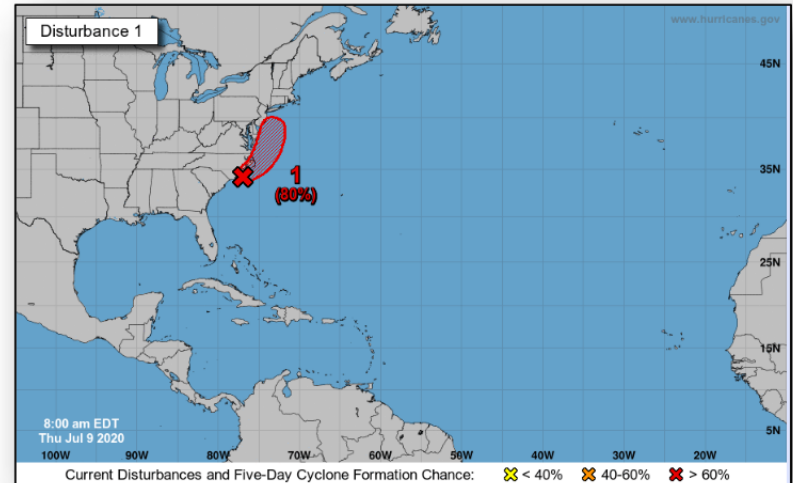 Disturbance 1
www.hurricanes.gov
45N
35N
1
(80%)
25N
15N
8:00 am EDT
Thu Jul 9 2020
5N
100W 90W 80W 70W 60W 50W 40W 30W 20W
Current Disturbances and Five-Day Cyclone Formation Chance: < 40% 40-60% > 60%